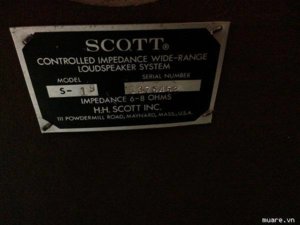 SCOTT®
CONTROLLED IMPEDANCE WIDE-RANGE
LOUDSPEAKER SYSTEM
MODEL SERIAL NUMBER
S-
IMPEDANCE 6-8 OHMS
H.H. SCOTT INC.
111 POWDERMILL ROAD, MAYNARD, MASS., U.S.A.
muare.vn